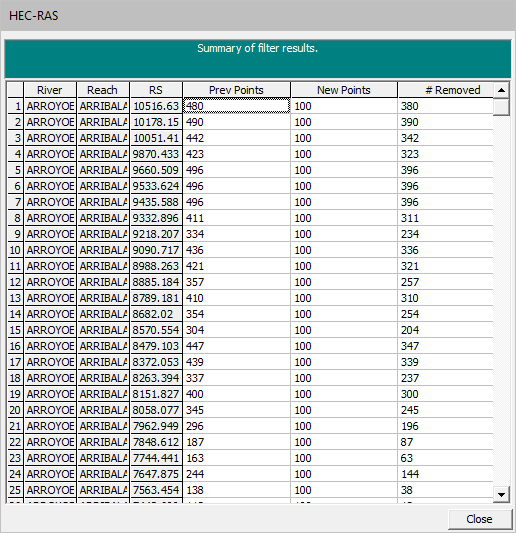 HEC-RAS
Summary of filter results.
River Reach RS Prev Points New Points # Removed
1 ARROYOE ARRIBALA 10516.63 480 100 380
2 ARROYOE ARRIBALA 10178.15 490 100 390
3 ARROYOE ARRIBALA 10051.41 442 100 342
4 ARROYOE ARRIBALA 9870.433 423 100 323
5 ARROYOE ARRIBALA 9660.509 496 100 396
6 ARROYOE ARRIBALA 9533.624 496 100 396
7 ARROYOE ARRIBALA 9435.588 496 100 396
8 ARROYOE ARRIBALA 9332.896 411 100 311
9 ARROYOE ARRIBALA 9218.207 334 100 234
10 ARROYOE ARRIBALA 9090.717 436 100 336
11 ARROYOE ARRIBALA 8988.263 421 100 321
12 ARROYOE ARRIBALA 8885.184 357 100 257
13 ARROYOE ARRIBALA 8789.181 410 100 310
14 ARROYOE ARRIBALA 8682.02 354 100 254
15 ARROYOE ARRIBALA 8570.554 304 100 204
16 ARROYOE ARRIBALA 8479.103 447 100 347
17 ARROYOE ARRIBALA 8372.053 439 100 339
18 ARROYOE ARRIBALA 8263.394 337 100 237
19 ARROYOE ARRIBALA 8151.827 400 100 300
20 ARROYOE ARRIBALA 8058.077 345 100 245
21 ARROYOE ARRIBALA 7962.949 296 100 196
22 ARROYOE ARRIBALA 7848.612 187 100 87
23 ARROYOE ARRIBALA 7744.441 163 100 63
24 ARROYOE ARRIBALA 7647.875 244 100 144
25 ARROYOE ARRIBALA 7563.454 138 100 38
Close